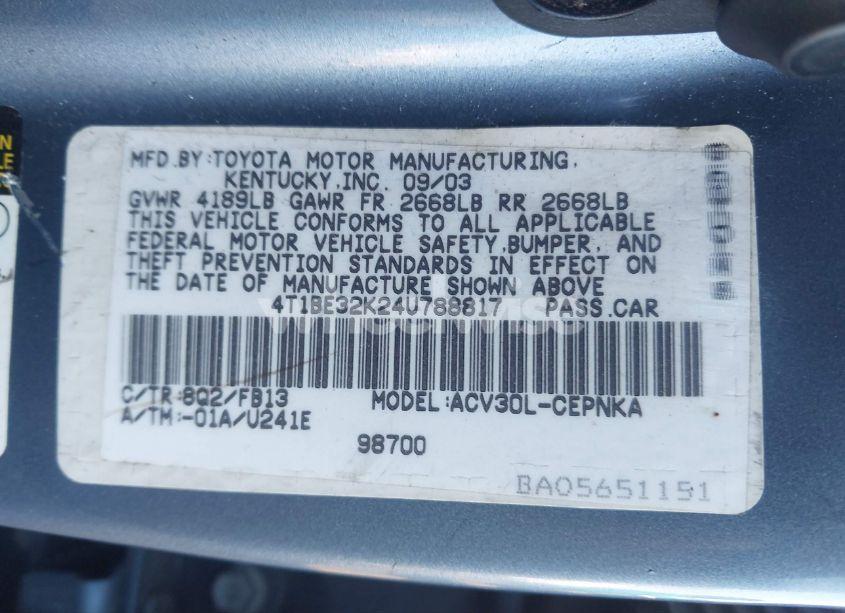 MFD.BY:TOYOTA MOTOR MANUFACTURING,
KENTUCKY,INC. 09/03
GVWR 4189LB GAWR FR 2668LB RR 2668LB
THIS VEHICLE CONFORMS TO ALL APPLICABLE
FEDERAL MOTOR VEHICLE SAFETY,BUMPER, AND
THEFT PREVENTION STANDARDS IN EFFECT ON
THE DATE OF MANUFACTURE SHOWN ABOVE
4T1BE32K24U788817 PASS.CAR
C/TR:8Q2/FB13 MODEL:ACV30L-CEPNKA
A/TM:-01A/U241E
98700
BA05651151